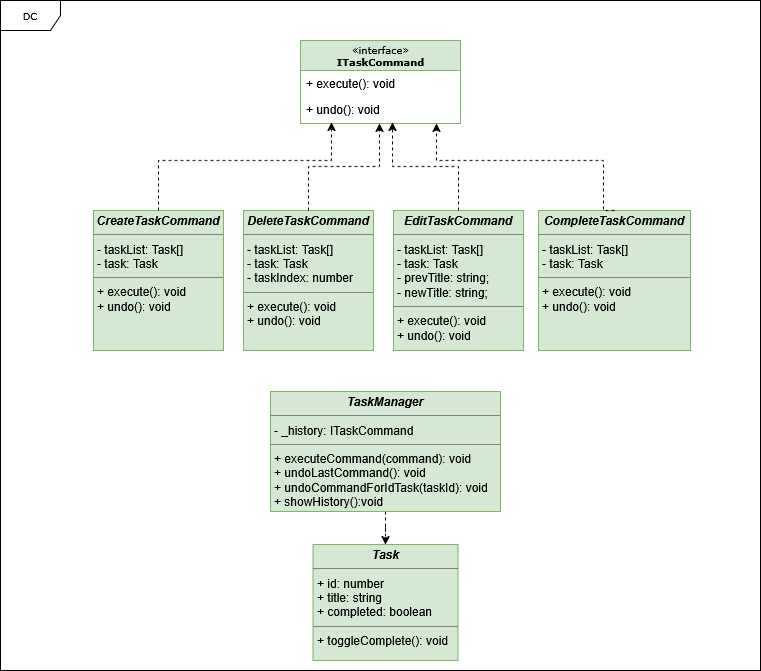 DC
«interface»
ITaskCommand
+ execute(): void
+ undo(): void
CreateTaskCommand
- taskList: Task[]
- task: Task
+ execute(): void
+ undo(): void
DeleteTaskCommand
- taskList: Task[]
- task: Task
- taskIndex: number
+ execute(): void
+ undo(): void
EditTaskCommand
- taskList: Task[]
- task: Task
- prevTitle: string;
- newTitle: string;
+ execute(): void
+ undo(): void
CompleteTaskCommand
- taskList: Task[]
- task: Task
+ execute(): void
+ undo(): void
TaskManager
- _history: ITaskCommand
+ executeCommand(command): void
+ undoLastCommand(): void
+ undoCommandForIdTask(taskId): void
+ showHistory():void
Task
+ id: number
+ title: string
+ completed: boolean
+ toggleComplete(): void